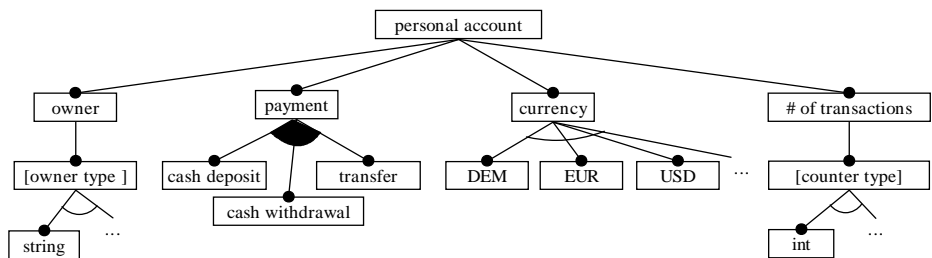 personal account
owner
payment
currency
# of transactions
[owner type ]
cash deposit
transfer
DEM
EUR
USD
...
[counter type]
cash withdrawal
string
...
int
...